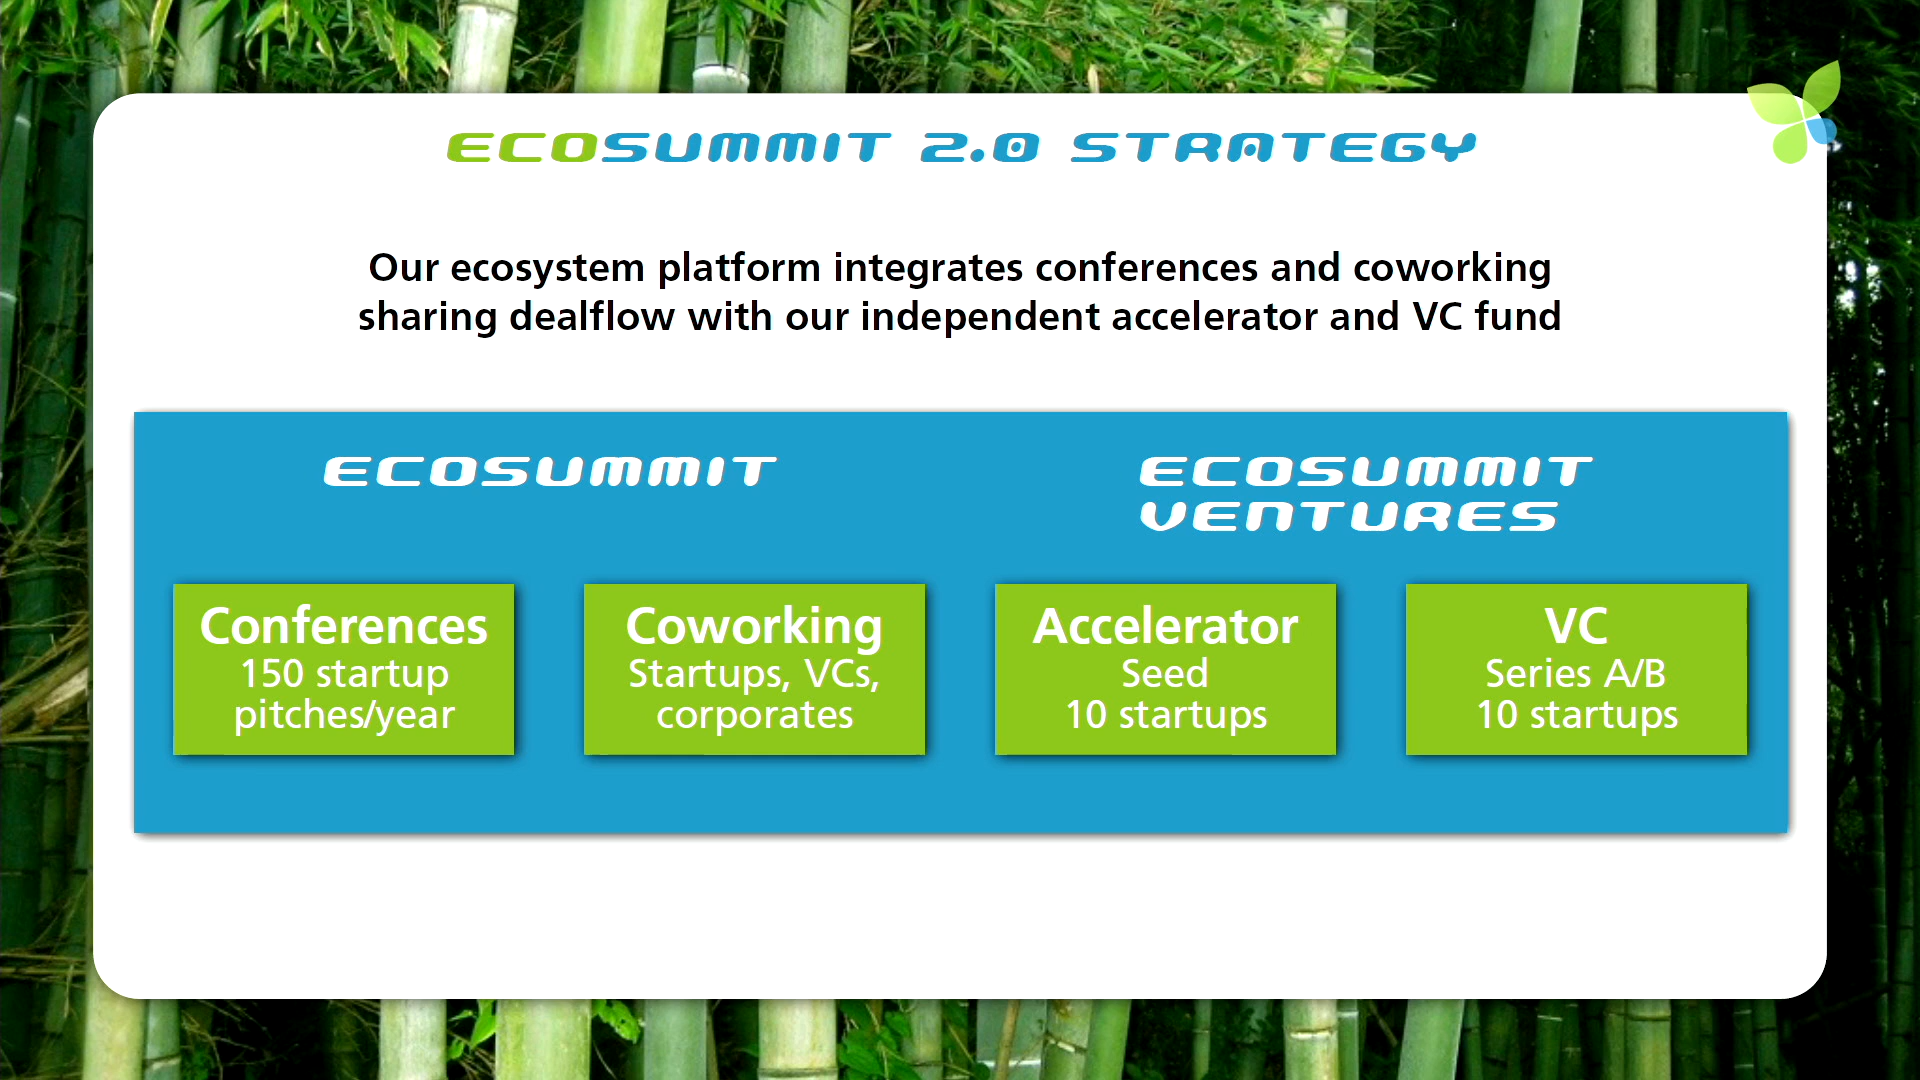 ECOSUMMIT 2.0 STRATEGY
Our ecosystem platform integrates conferences and coworking
sharing dealflow with our independent accelerator and VC fund
ECOSUMMIT
ECOSUMMIT
VENTURES
Conferences
150 startup
pitches/year
Coworking
Startups, VCs,
corporates
Accelerator
Seed
10 startups
VC
Series A/B
10 startups